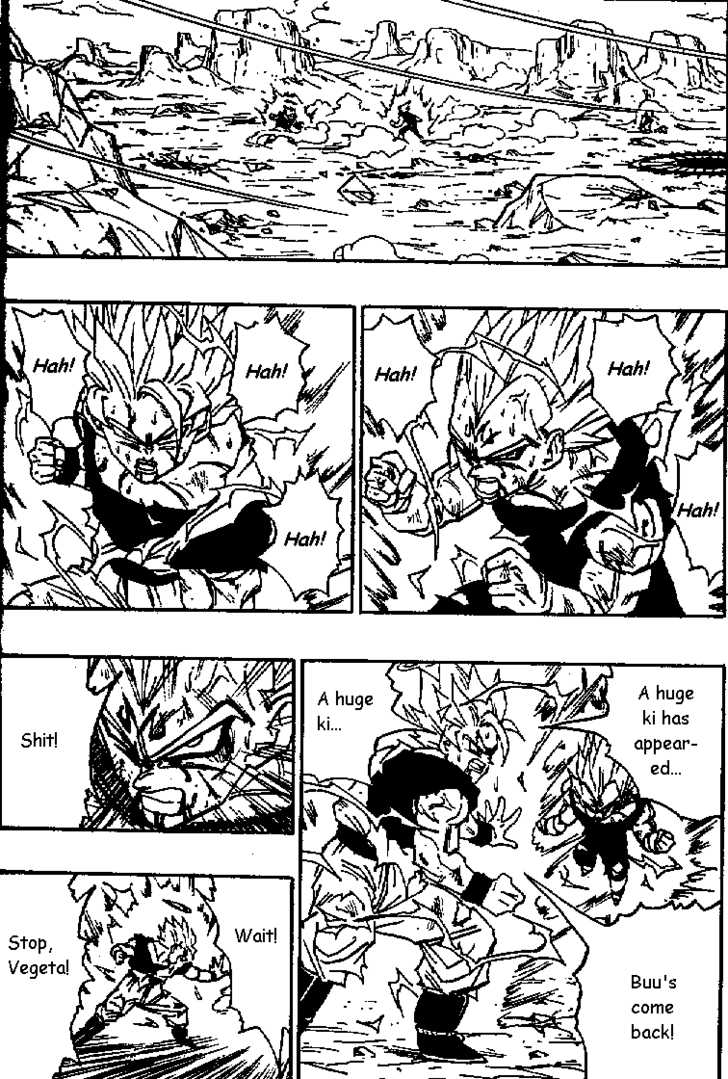 Hah!
Hah!
Hah!
Hah!
Hah!
Hah!
Shit!
A huge
ki...
A huge
ki has
appear-
ed...
Stop,
Vegeta!
Wait!
Buu's
come
back!